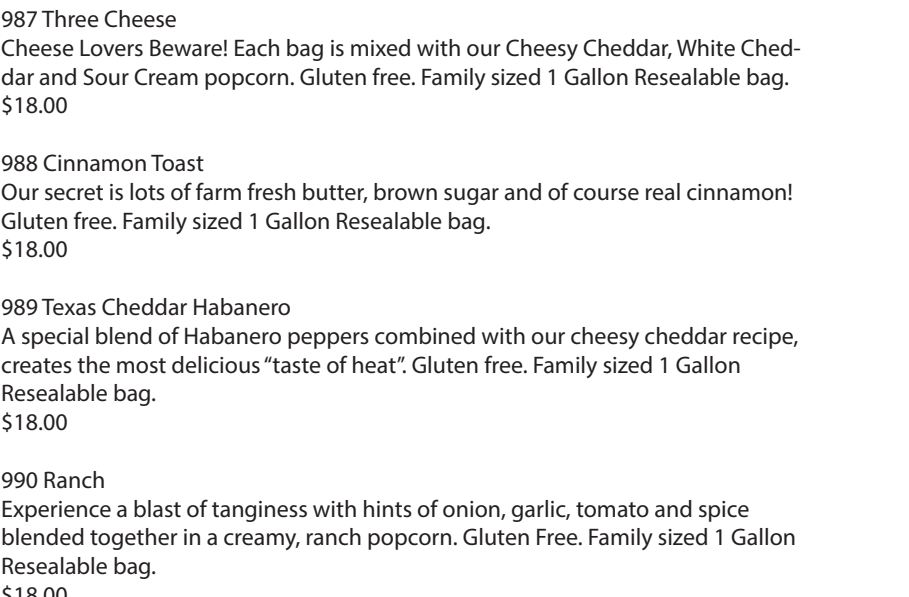 987 Three Cheese
Cheese Lovers Beware! Each bag is mixed with our Cheesy Cheddar, White Ched-
dar and Sour Cream popcorn. Gluten free. Family sized 1 Gallon Resealable bag.
$18.00
988 Cinnamon Toast
Our secret is lots of farm fresh butter, brown sugar and of course real cinnamon!
Gluten free. Family sized 1 Gallon Resealable bag.
$18.00
989 Texas Cheddar Habanero
A special blend of Habanero peppers combined with our cheesy cheddar recipe,
creates the most delicious “taste of heat”. Gluten free. Family sized 1 Gallon
Resealable bag.
$18.00
990 Ranch
Experience a blast of tanginess with hints of onion, garlic, tomato and spice
blended together in a creamy, ranch popcorn. Gluten Free. Family sized 1 Gallon
Resealable bag.
$18.00